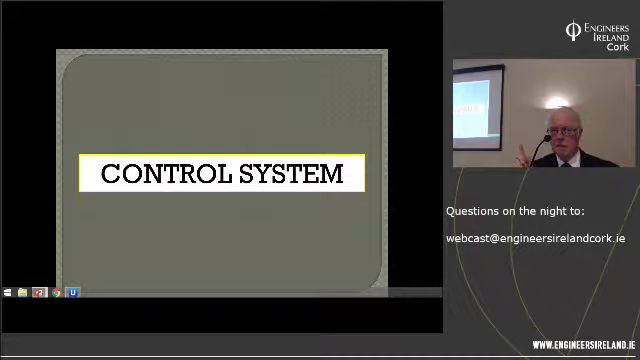 ENGINEERS
IRELAND
Cork
CONTROL SYSTEM
Questions on the night to:
webcast@engineersirelandcork.ie
WWW.ENGINEERSIRELAND.IE